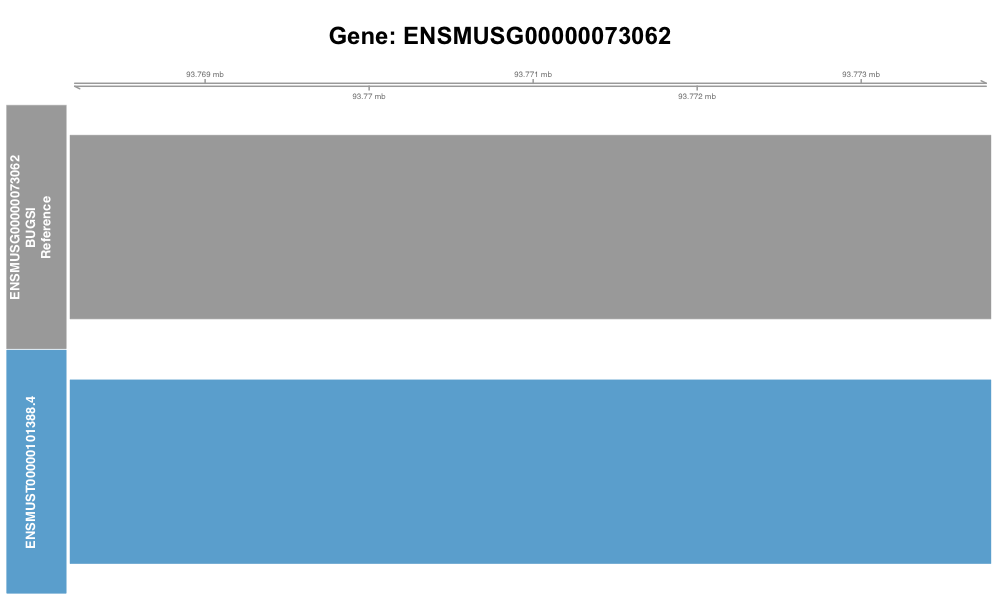 Gene: ENSMUSG00000073062
93.769 mb
93.771 mb
93.773 mb
93.77 mb
93.772 mb
ENSMUSG00000073062
BUGSI
Reference
ENSMUST00000101388.4